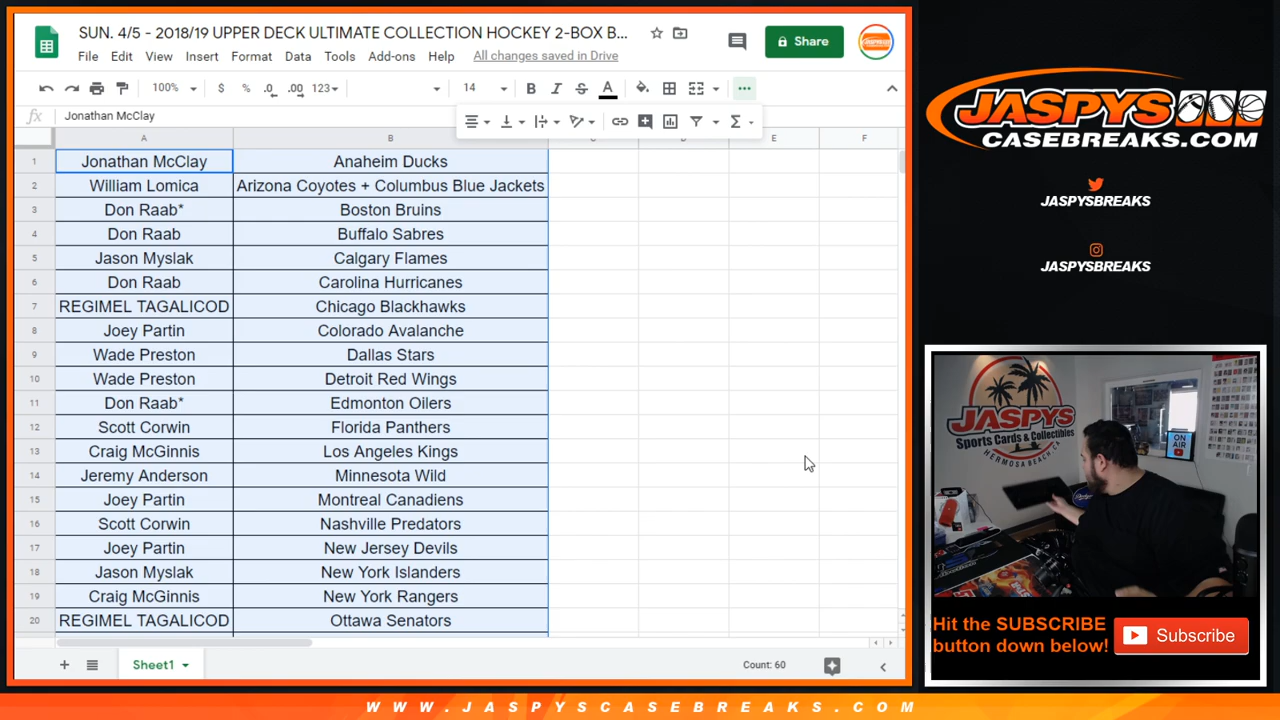 SUN. 4/5 - 2018/19 UPPER DECK ULTIMATE COLLECTION HOCKEY 2-BOX B...
Share
File Edit View Insert Format Data Tools Add-ons Help All changes saved in Drive
100% $ % .0 .00 123 14 B I S A
fx Jonathan McClay
A B C D E F
1 Jonathan McClay Anaheim Ducks
2 William Lomica Arizona Coyotes + Columbus Blue Jackets
3 Don Raab* Boston Bruins
4 Don Raab Buffalo Sabres
5 Jason Myslak Calgary Flames
6 Don Raab Carolina Hurricanes
7 REGIMEL TAGALICOD Chicago Blackhawks
8 Joey Partin Colorado Avalanche
9 Wade Preston Dallas Stars
10 Wade Preston Detroit Red Wings
11 Don Raab* Edmonton Oilers
12 Scott Corwin Florida Panthers
13 Craig McGinnis Los Angeles Kings
14 Jeremy Anderson Minnesota Wild
15 Joey Partin Montreal Canadiens
16 Scott Corwin Nashville Predators
17 Joey Partin New Jersey Devils
18 Jason Myslak New York Islanders
19 Craig McGinnis New York Rangers
20 REGIMEL TAGALICOD Ottawa Senators
Sheet1
Count: 60
JASPYS
CASEBREAKS.COM
JASPYSBREAKS
JASPYSBREAKS
JASPYS
Sports Cards & Collectibles
HERMOSA BEACH CA
ON AIR
Hit the SUBSCRIBE
button down below!
Subscribe
WWW.JASPYSCASEBREAKS.COM